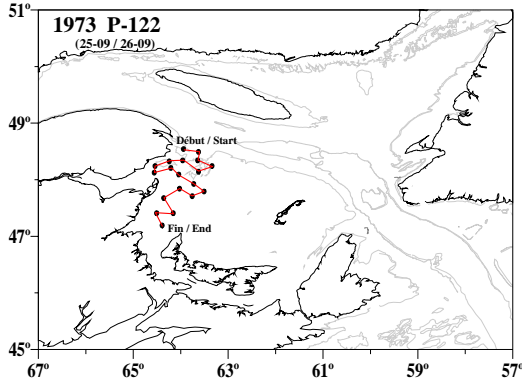 51°
1973 P-122
(25-09 / 26-09)
49°
Début / Start
47°
Fin / End
45°
67° 65° 63° 61° 59° 57°